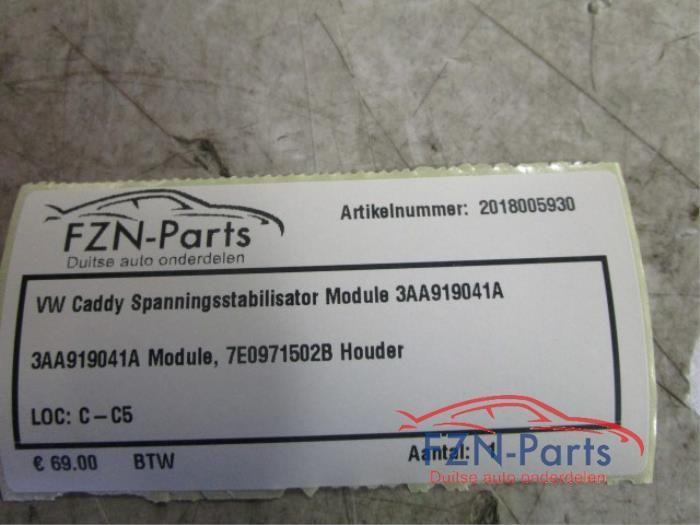 FZN-Parts
Duitse auto onderdelen
Artikelnummer: 2018005930
VW Caddy Spanningsstabilisator Module 3AA919041A
3AA919041A Module, 7E0971502B Houder
LOC: C-C5
€ 69.00 BTW
Aantal: 1
FZN-Parts
Duitse auto onderdelen